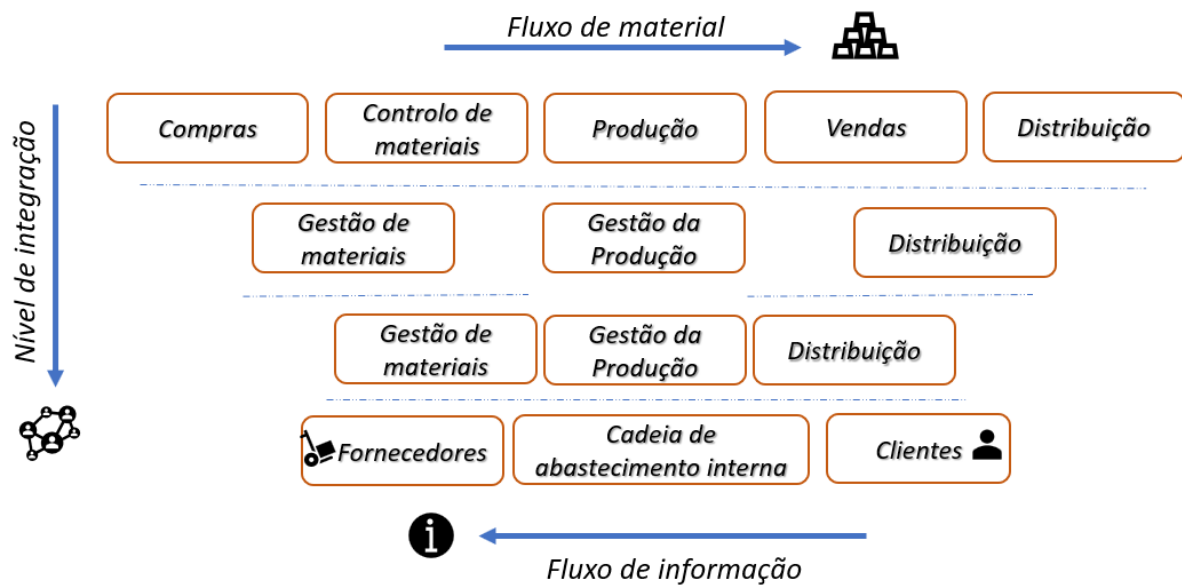 Fluxo de material
Nível de integração
Compras
Controlo de
materiais
Produção
Vendas
Distribuição
Gestão de
materiais
Gestão da
Produção
Distribuição
Gestão de
materiais
Gestão da
Produção
Distribuição
Fornecedores
Cadeia de
abastecimento interna
Clientes
i
Fluxo de informação